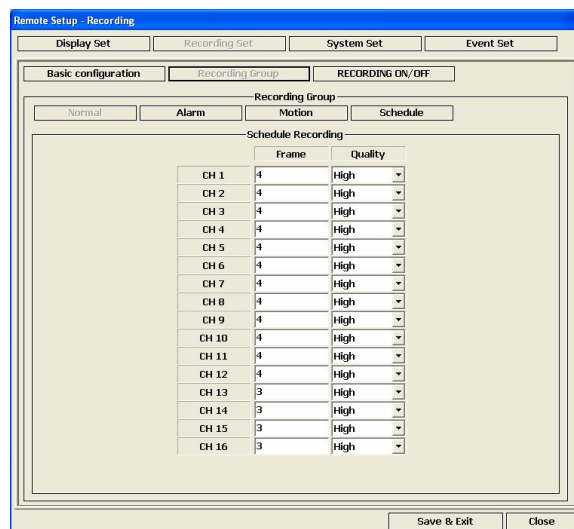 Remote Setup - Recording
Display Set Recording Set System Set Event Set
Basic configuration Recording Group RECORDING ON/OFF
Recording Group
Normal Alarm Motion Schedule
Schedule Recording
Frame Quality
CH 1 4 High
CH 2 4 High
CH 3 4 High
CH 4 4 High
CH 5 4 High
CH 6 4 High
CH 7 4 High
CH 8 4 High
CH 9 4 High
CH 10 4 High
CH 11 4 High
CH 12 4 High
CH 13 3 High
CH 14 3 High
CH 15 3 High
CH 16 3 High
Save & Exit Close